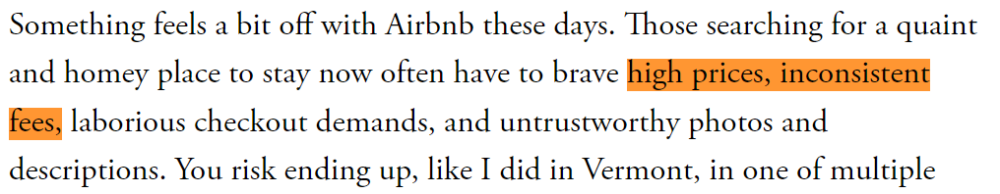 Something feels a bit off with Airbnb these days. Those searching for a quaint
and homey place to stay now often have to brave high prices, inconsistent
fees, laborious checkout demands, and untrustworthy photos and
descriptions. You risk ending up, like I did in Vermont, in one of multiple